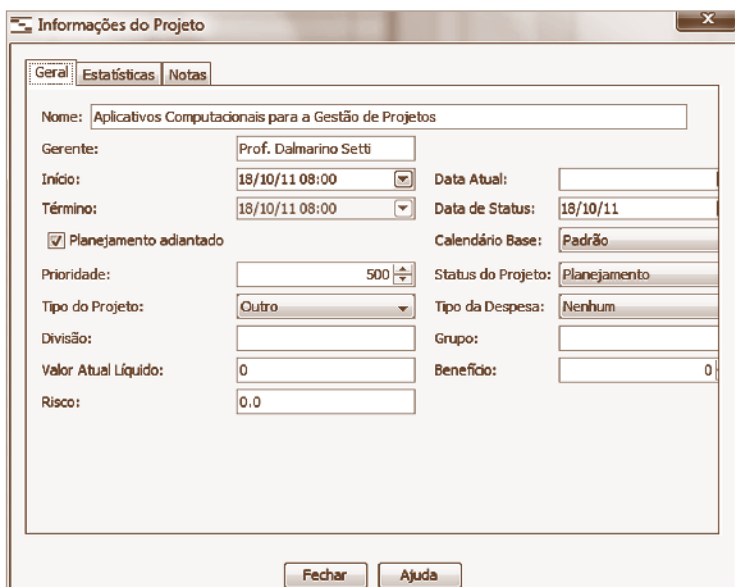 Informações do Projeto
Geral Estatísticas Notas
Nome: Aplicativos Computacionais para a Gestão de Projetos
Gerente: Prof. Dalmarino Setti
Início: 18/10/11 08:00 Data Atual:
Término: 18/10/11 08:00 Data de Status: 18/10/11
Planejamento adiantado Calendário Base: Padrão
Prioridade: 500 Status do Projeto: Planejamento
Tipo do Projeto: Outro Tipo da Despesa: Nenhum
Divisão: Grupo:
Valor Atual Líquido: 0 Benefício: 0
Risco: 0.0
Fechar Ajuda